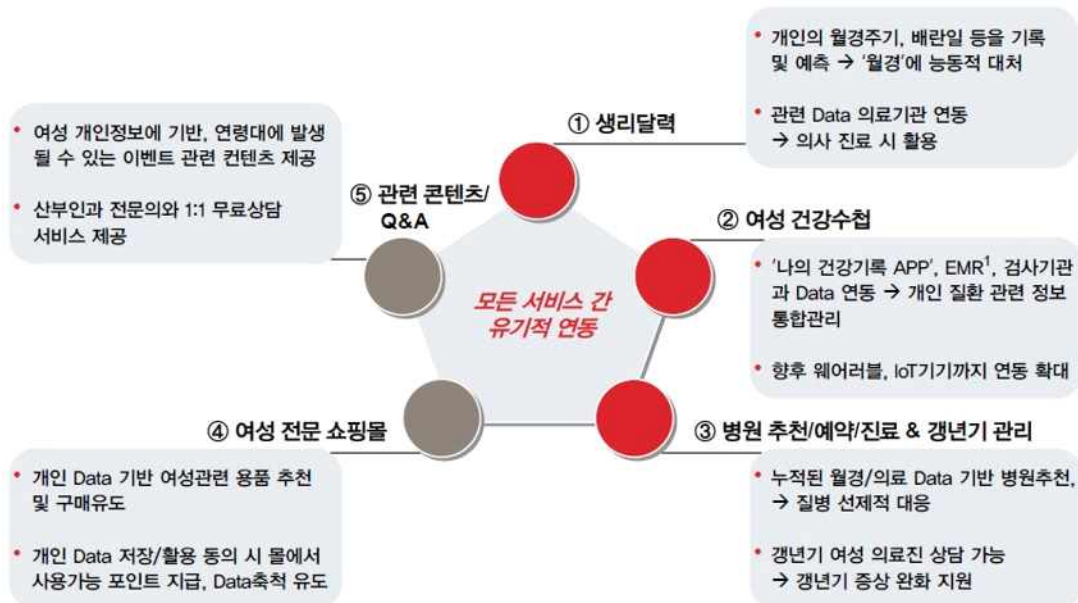 ① 생리달력
• 개인의 월경주기, 배란일 등을 기록
및 예측 → '월경'에 능동적 대처
• 관련 Data 의료기관 연동
→ 의사 진료 시 활용
② 여성 건강수첩
• '나의 건강기록 APP', EMR¹, 검사기관
과 Data 연동 → 개인 질환 관련 정보
통합관리
• 향후 웨어러블, IoT기기까지 연동 확대
③ 병원 추천/예약/진료 & 갱년기 관리
• 누적된 월경/의료 Data 기반 병원추천,
→ 질병 선제적 대응
• 갱년기 여성 의료진 상담 가능
→ 갱년기 증상 완화 지원
④ 여성 전문 쇼핑몰
• 개인 Data 기반 여성관련 용품 추천
및 구매유도
• 개인 Data 저장/활용 동의 시 몰에서
사용가능 포인트 지급, Data축척 유도
⑤ 관련 콘텐츠/
Q&A
• 여성 개인정보에 기반, 연령대에 발생
될 수 있는 이벤트 관련 컨텐츠 제공
• 산부인과 전문의와 1:1 무료상담
서비스 제공
모든 서비스 간
유기적 연동